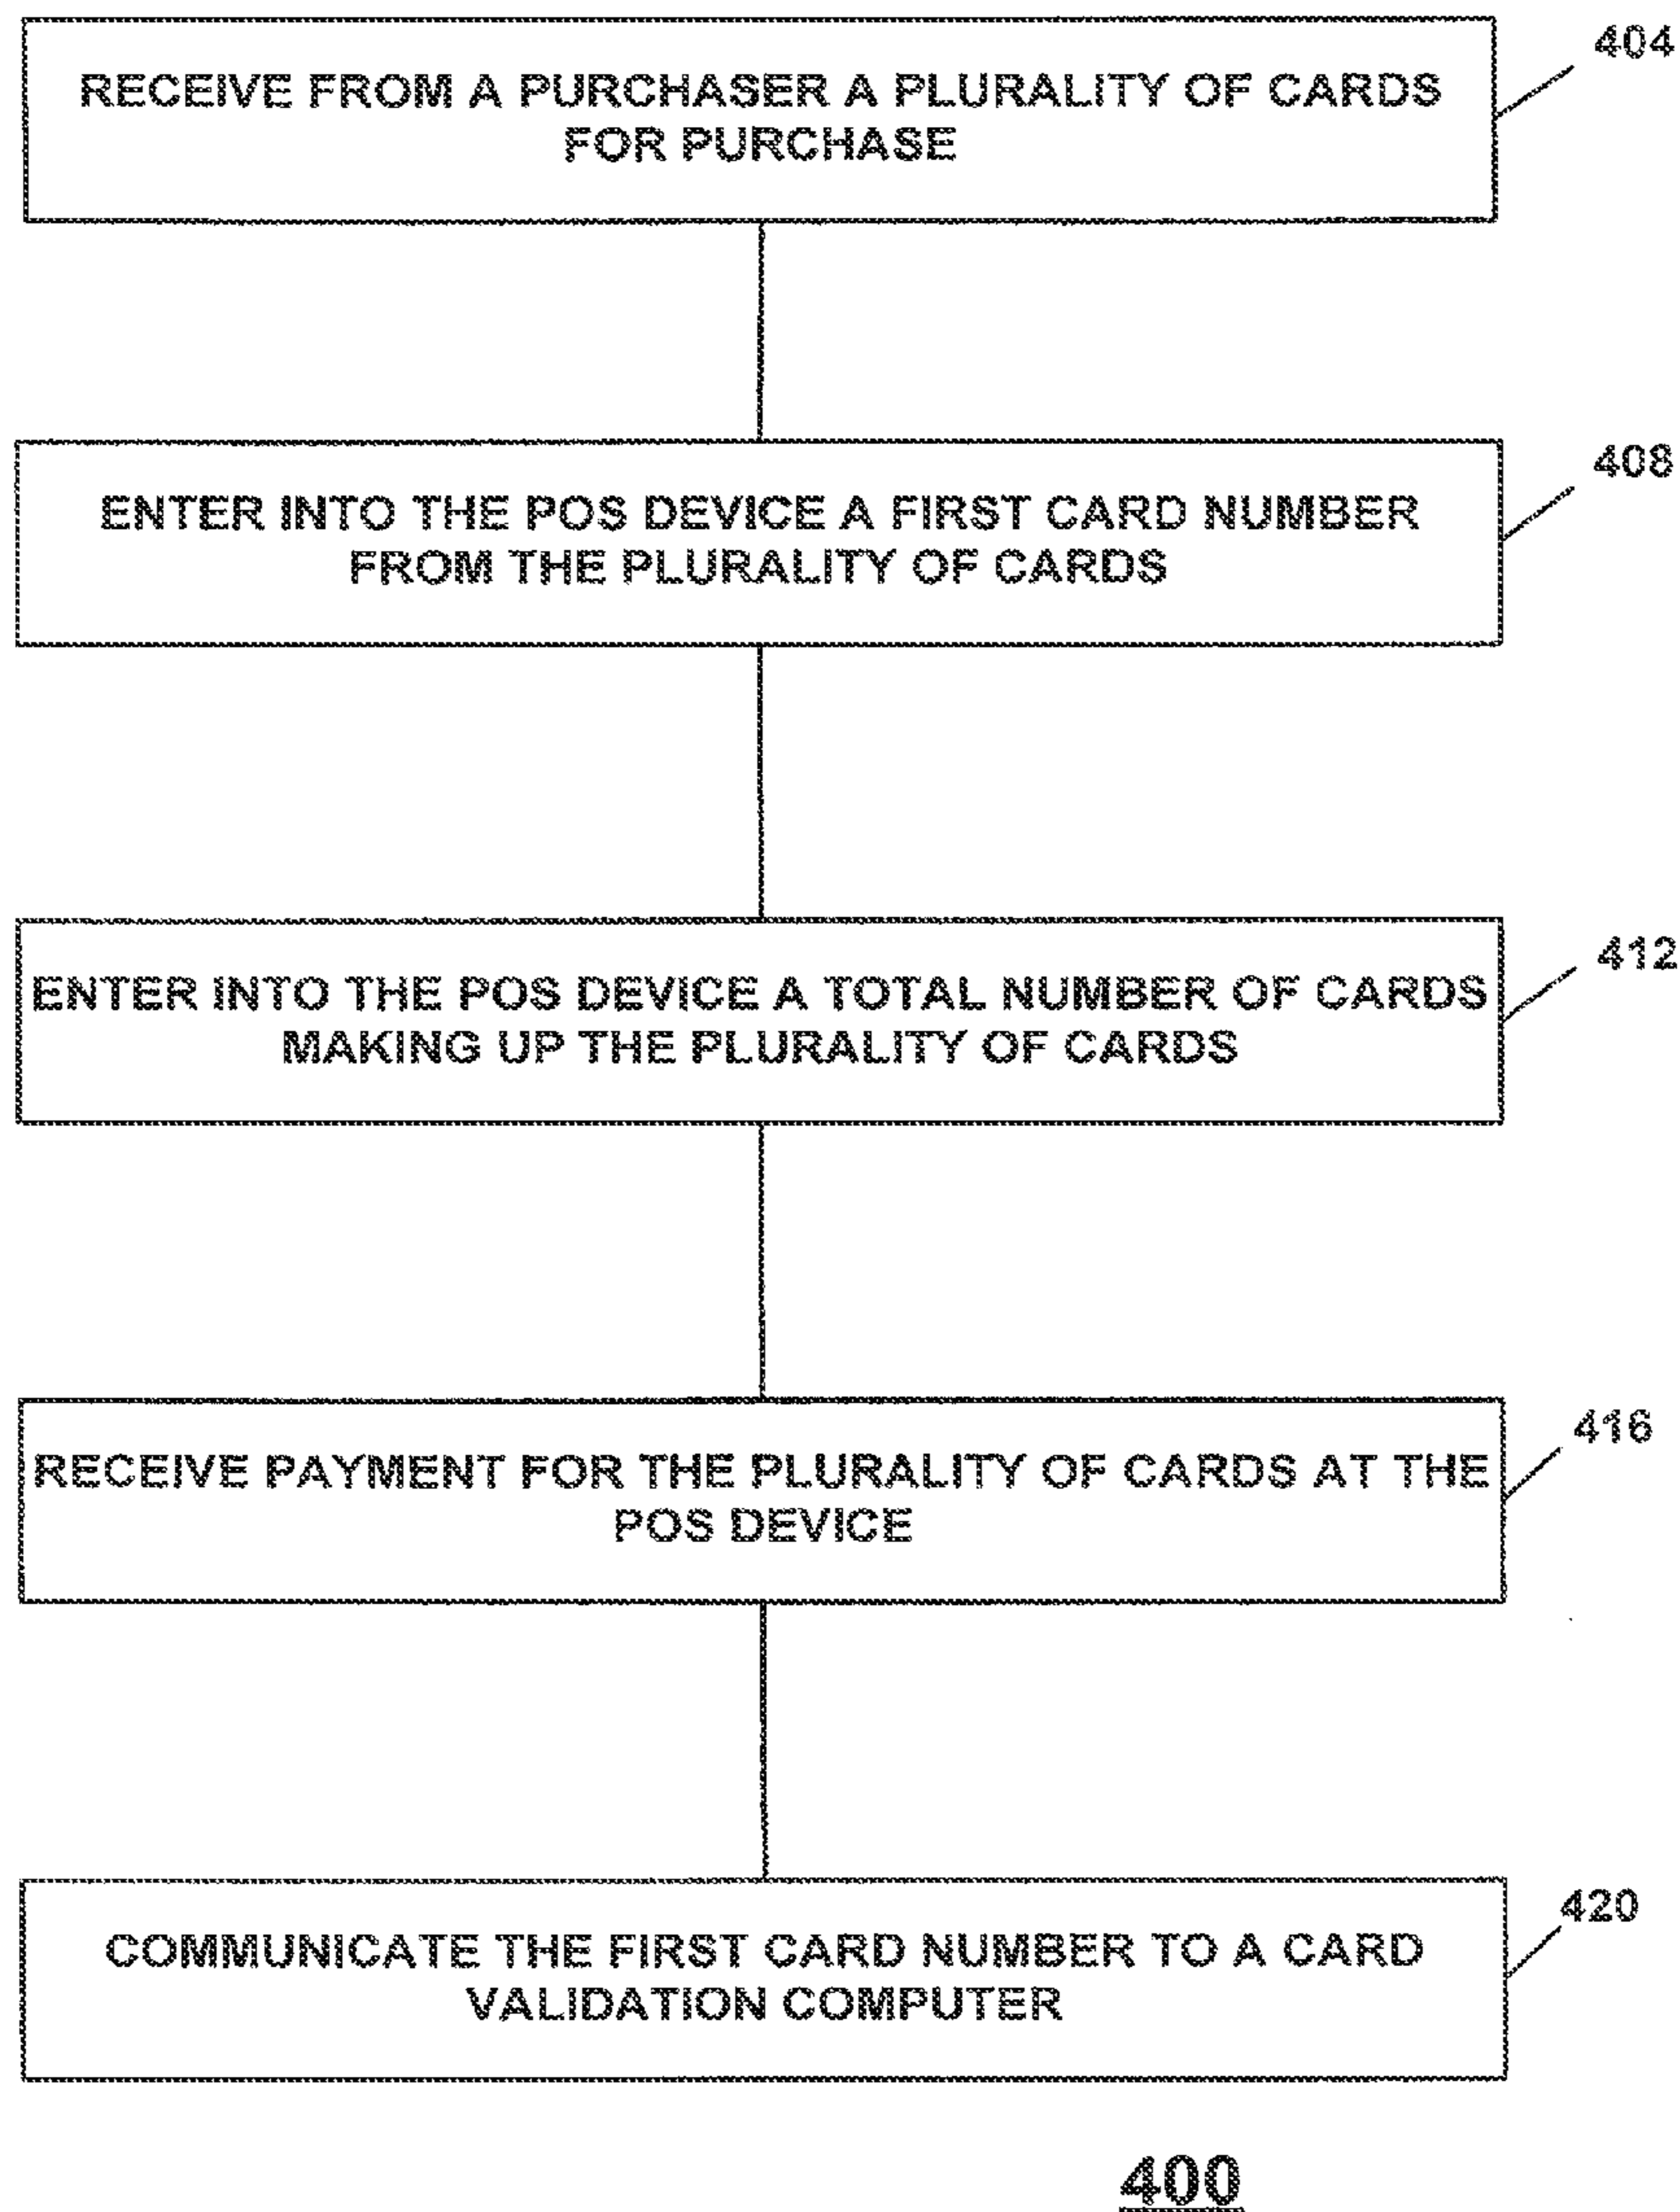 404
RECEIVE FROM A PURCHASER A PLURALITY OF CARDS
FOR PURCHASE
408
ENTER INTO THE POS DEVICE A FIRST CARD NUMBER
FROM THE PLURALITY OF CARDS
412
ENTER INTO THE POS DEVICE A TOTAL NUMBER OF CARDS
MAKING UP THE PLURALITY OF CARDS
416
RECEIVE PAYMENT FOR THE PLURALITY OF CARDS AT THE
POS DEVICE
420
COMMUNICATE THE FIRST CARD NUMBER TO A CARD
VALIDATION COMPUTER
400